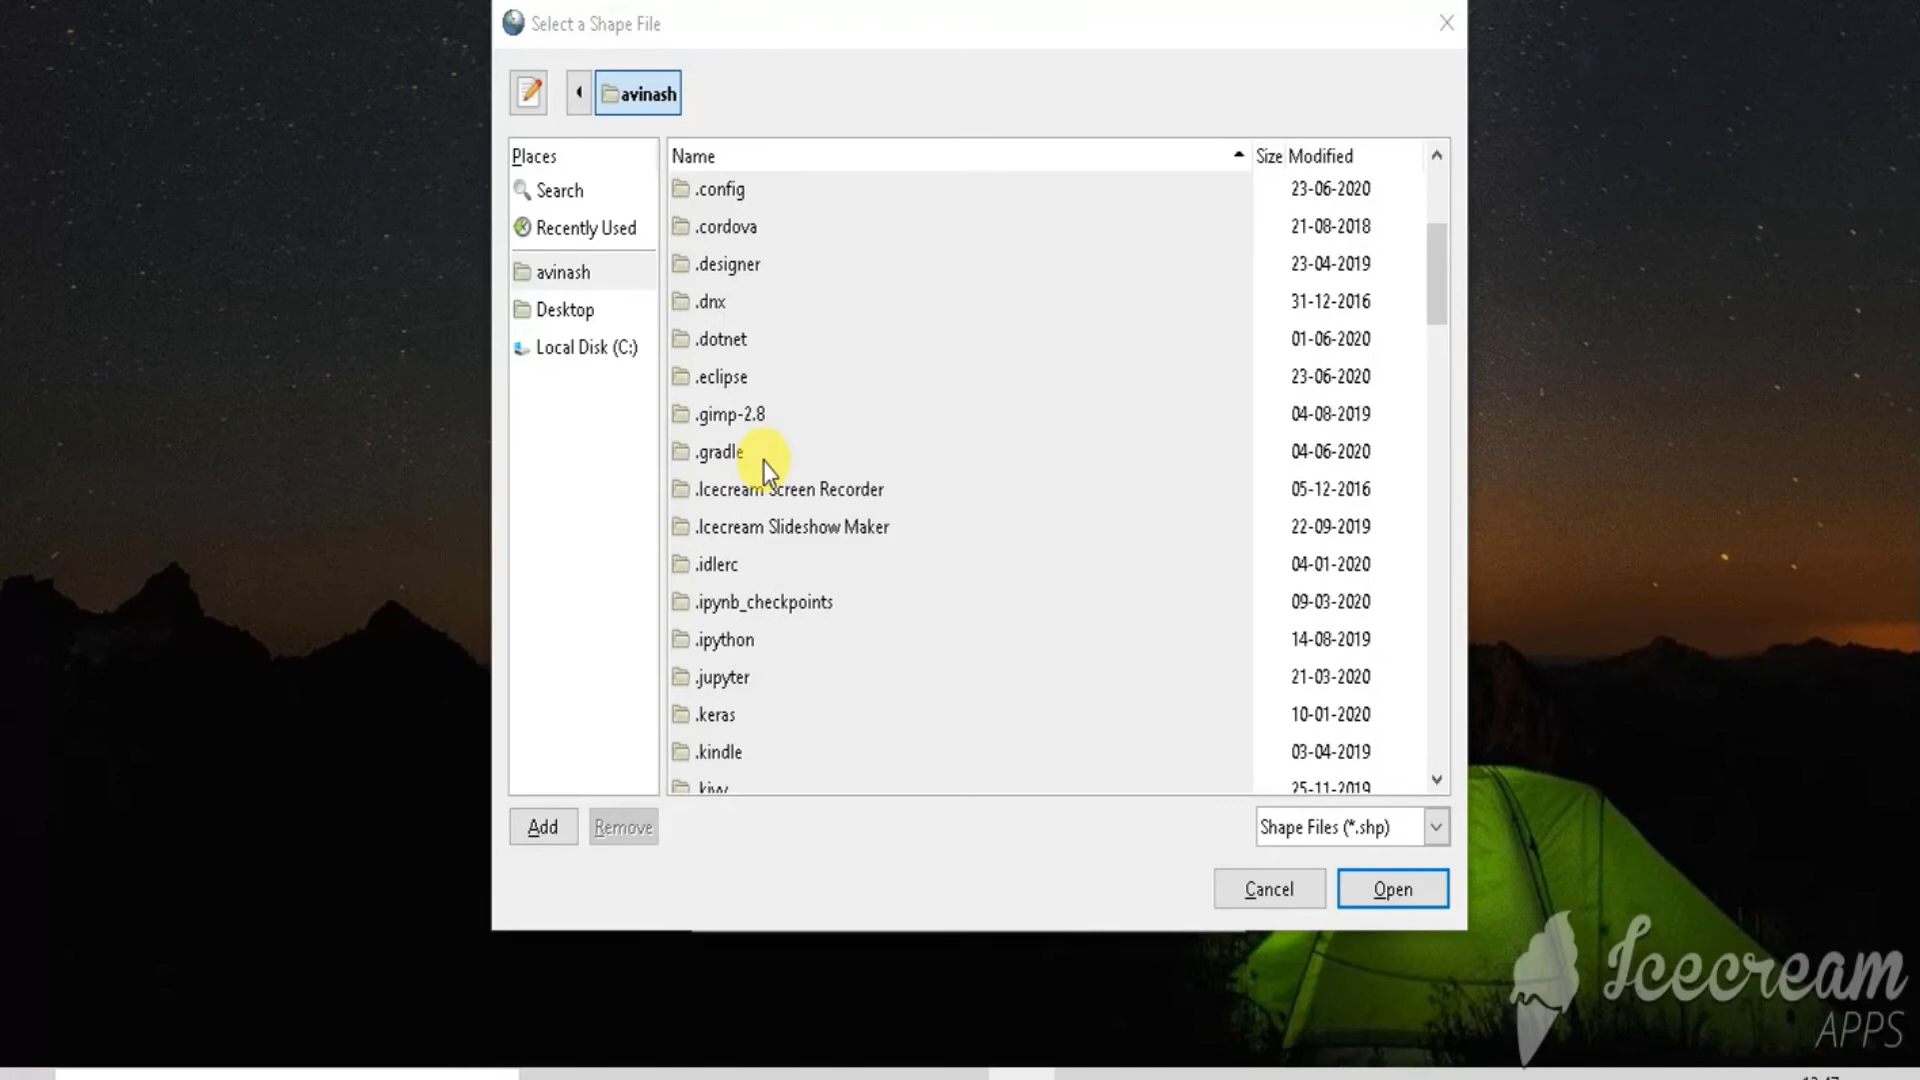 Select a Shape File
avinash
Places
Search
Recently Used
avinash
Desktop
Local Disk (C:)
Name Size Modified
.config 23-06-2020
.cordova 21-08-2018
.designer 23-04-2019
.dnx 31-12-2016
.dotnet 01-06-2020
.eclipse 23-06-2020
.gimp-2.8 04-08-2019
.gradle 04-06-2020
.Icecream Screen Recorder 05-12-2016
.Icecream Slideshow Maker 22-09-2019
.idlerc 04-01-2020
.ipynb_checkpoints 09-03-2020
.ipython 14-08-2019
.jupyter 21-03-2020
.keras 10-01-2020
.kindle 03-04-2019
25-11-2019
Add Remove Shape Files (*.shp)
Cancel Open
Icecream
APPS